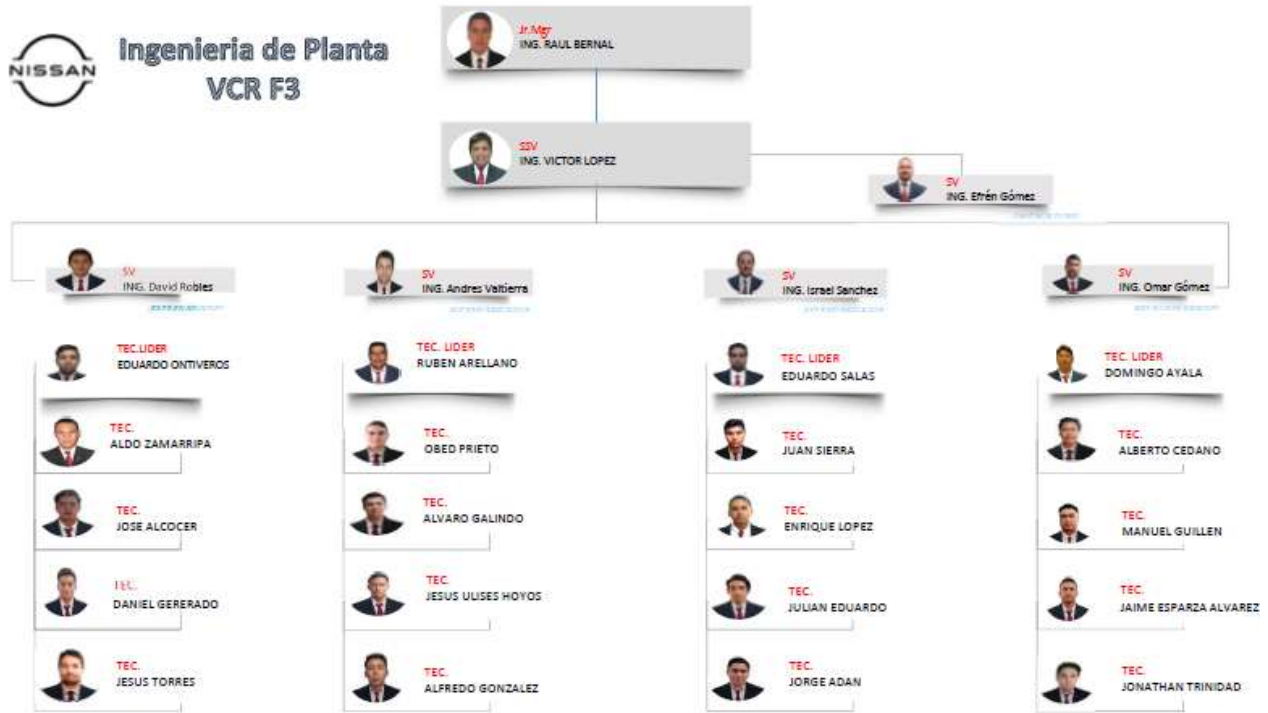 NISSAN
Ingenieria de Planta
VCR F3
Jr.Mgr
ING. RAUL BERNAL
SSV
ING. VICTOR LOPEZ
SV
ING. Efrén Gómez
SV
ING. David Robles
SV
ING. Andres Valtierra
SV
ING. Israel Sanchez
SV
ING. Omar Gómez
TEC.LIDER
EDUARDO ONTIVEROS
TEC. LIDER
RUBEN ARELLANO
TEC. LIDER
EDUARDO SALAS
TEC. LIDER
DOMINGO AYALA
TEC.
ALDO ZAMARRIPA
TEC.
OBED PRIETO
TEC.
JUAN SIERRA
TEC.
ALBERTO CEDANO
TEC.
JOSE ALCOCER
TEC.
ALVARO GALINDO
TEC.
ENRIQUE LOPEZ
TEC.
MANUEL GUILLEN
TEC.
DANIEL GERERADO
TEC.
JESUS ULISES HOYOS
TEC.
JULIAN EDUARDO
TEC.
JAIME ESPARZA ALVAREZ
TEC.
JESUS TORRES
TEC.
ALFREDO GONZALEZ
TEC.
JORGE ADAN
TEC.
JONATHAN TRINIDAD